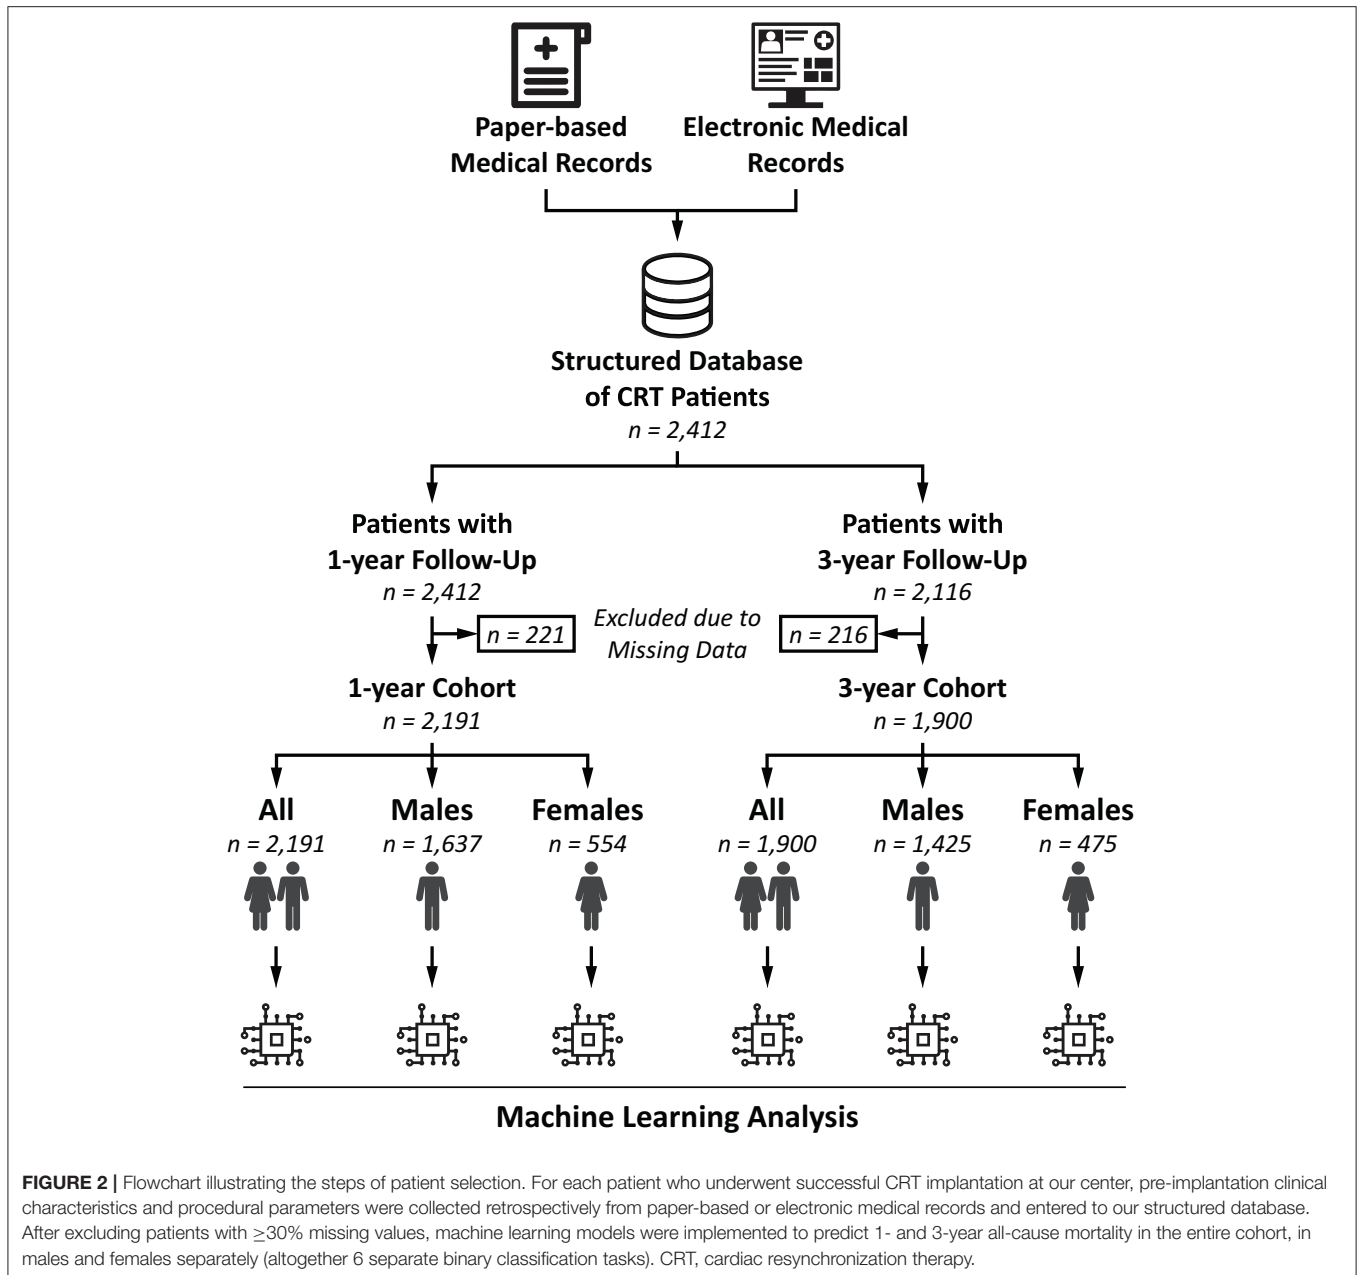 Paper-based
Medical Records
Electronic Medical
Records
Structured Database
of CRT Patients
n = 2,412
Patients with
1-year Follow-Up
n = 2,412
Patients with
3-year Follow-Up
n = 2,116
n = 221
Excluded due to
Missing Data
n = 216
1-year Cohort
n = 2,191
3-year Cohort
n = 1,900
All
n = 2,191
Males
n = 1,637
Females
n = 554
All
n = 1,900
Males
n = 1,425
Females
n = 475
Machine Learning Analysis
FIGURE 2 | Flowchart illustrating the steps of patient selection. For each patient who underwent successful CRT implantation at our center, pre-implantation clinical
characteristics and procedural parameters were collected retrospectively from paper-based or electronic medical records and entered to our structured database.
After excluding patients with ≥30% missing values, machine learning models were implemented to predict 1- and 3-year all-cause mortality in the entire cohort, in
males and females separately (altogether 6 separate binary classification tasks). CRT, cardiac resynchronization therapy.